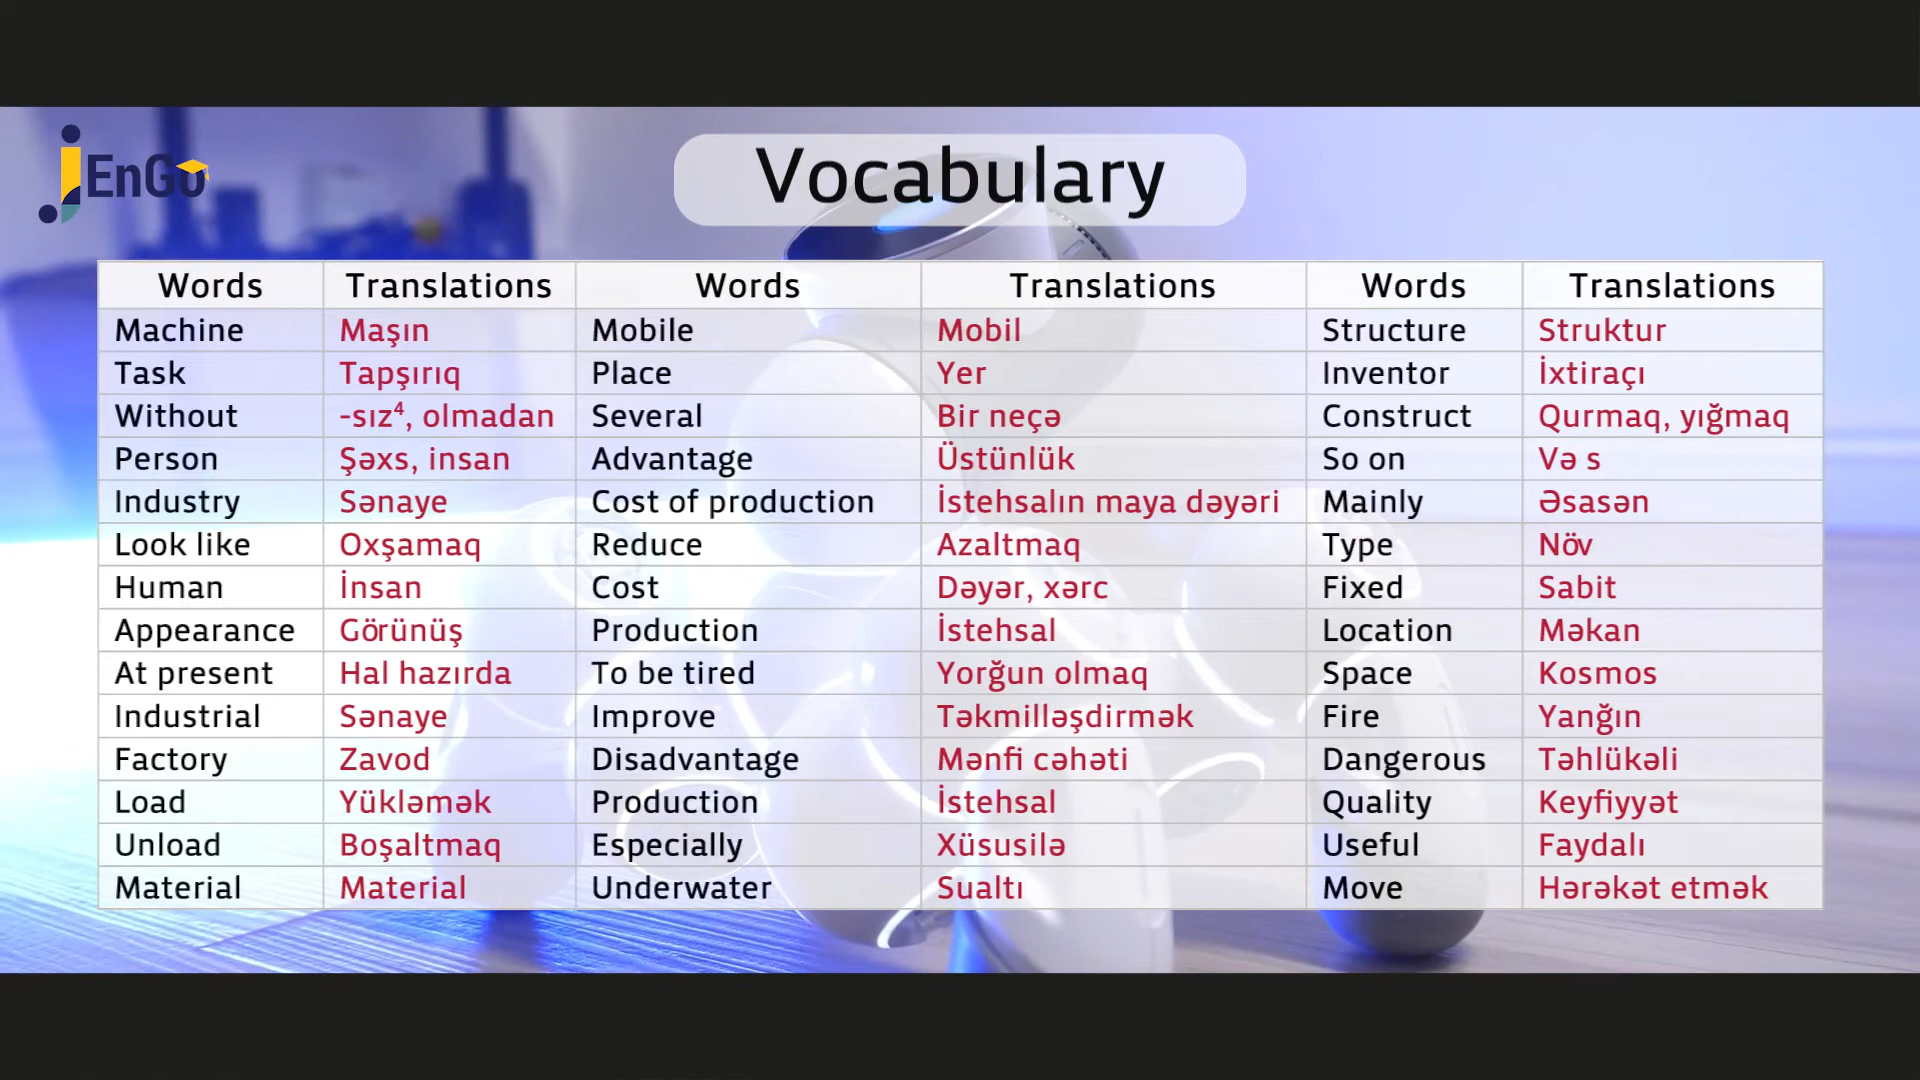 EnGo
Vocabulary
Words Translations Words Translations Words Translations
Machine Maşın Mobile Mobil Structure Struktur
Task Tapşırıq Place Yer Inventor İxtiraçı
Without -sız⁴, olmadan Several Bir neçə Construct Qurmaq, yığmaq
Person Şəxs, insan Advantage Üstünlük So on Və s
Industry Sənaye Cost of production İstehsalın maya dəyəri Mainly Əsasən
Look like Oxşamaq Reduce Azaltmaq Type Növ
Human İnsan Cost Dəyər, xərc Fixed Sabit
Appearance Görünüş Production İstehsal Location Məkan
At present Hal hazırda To be tired Yorğun olmaq Space Kosmos
Industrial Sənaye Improve Təkmilləşdirmək Fire Yanğın
Factory Zavod Disadvantage Mənfi cəhəti Dangerous Təhlükəli
Load Yükləmək Production İstehsal Quality Keyfiyyət
Unload Boşaltmaq Especially Xüsusilə Useful Faydalı
Material Material Underwater Sualtı Move Hərəkət etmək